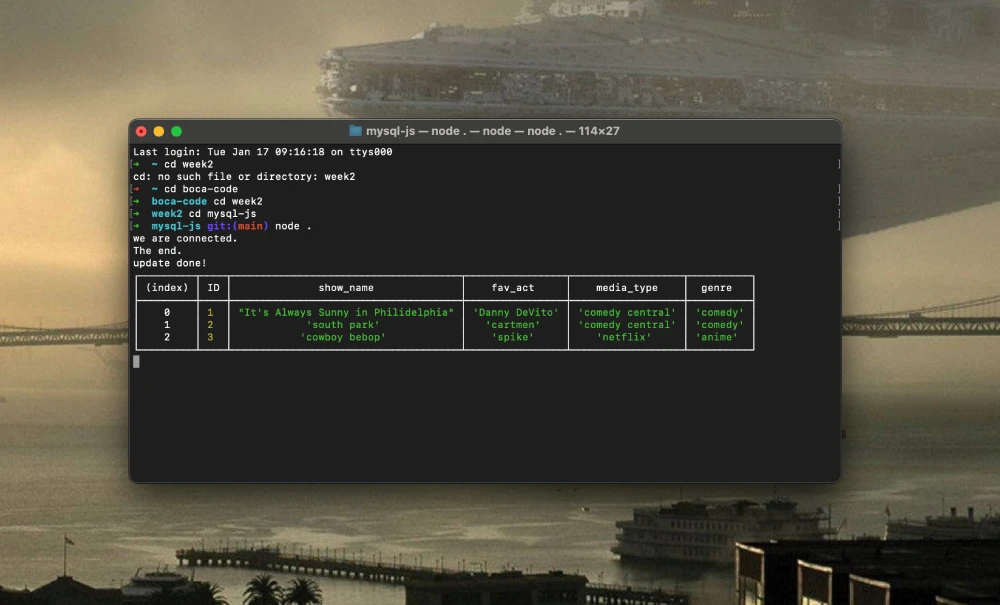 mysql-js — node . — node — node . — 114×27
Last login: Tue Jan 17 09:16:18 on ttys000
[➜ ~ cd week2 ]
cd: no such file or directory: week2
[➜ ~ cd boca-code ]
[➜ boca-code cd week2 ]
[➜ week2 cd mysql-js ]
[➜ mysql-js git:(main) node . ]
we are connected.
The end.
update done!
(index) ID show_name fav_act media_type genre
0 1 "It's Always Sunny in Philidelphia" 'Danny DeVito' 'comedy central' 'comedy'
1 2 'south park' 'cartmen' 'comedy central' 'comedy'
2 3 'cowboy bebop' 'spike' 'netflix' 'anime'